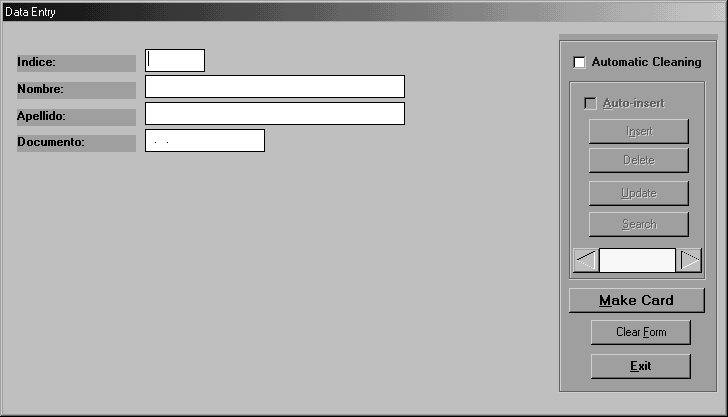 Data Entry
Indice:
Nombre:
Apellido:
Documento:
. .
Automatic Cleaning
Auto-insert
Insert
Delete
Update
Search
Make Card
Clear Form
Exit